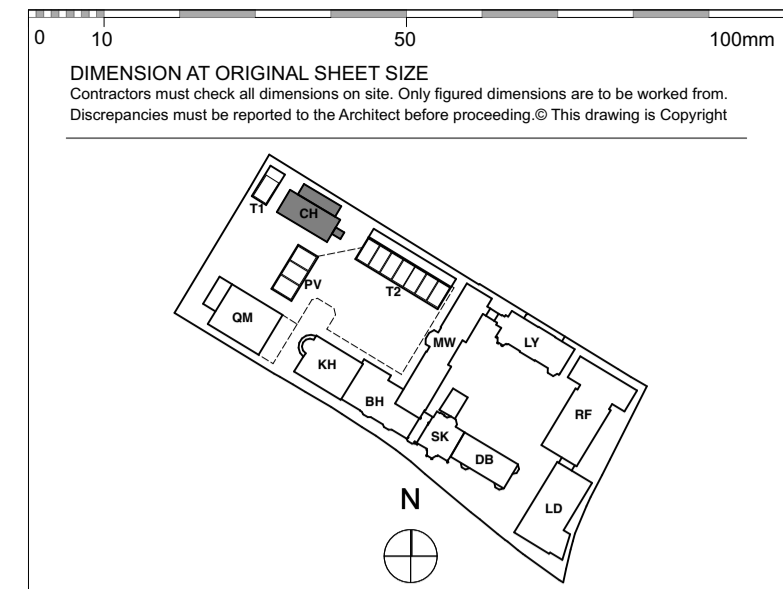 0 10 50 100mm
DIMENSION AT ORIGINAL SHEET SIZE
Contractors must check all dimensions on site. Only figured dimensions are to be worked from.
Discrepancies must be reported to the Architect before proceeding.© This drawing is Copyright
T1
CH
PV
T2
QM
MW
LY
KH
BH
RF
SK
DB
LD
N